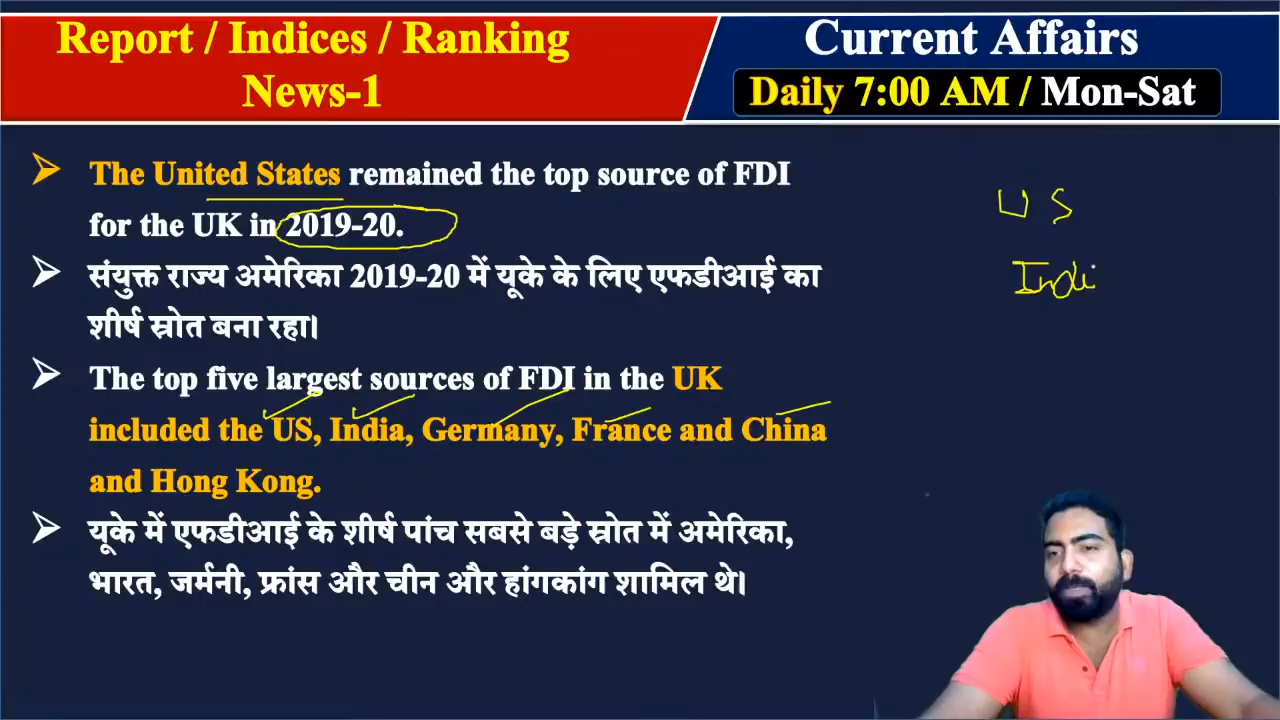 Report / Indices / Ranking
News-1
Current Affairs
Daily 7:00 AM / Mon-Sat
The United States remained the top source of FDI
for the UK in 2019-20.
संयुक्त राज्य अमेरिका 2019-20 में यूके के लिए एफडीआई का
शीर्ष स्रोत बना रहा।
The top five largest sources of FDI in the UK
included the US, India, Germany, France and China
and Hong Kong.
यूके में एफडीआई के शीर्ष पांच सबसे बड़े स्रोत में अमेरिका,
भारत, जर्मनी, फ्रांस और चीन और हांगकांग शामिल थे।
US
Indi